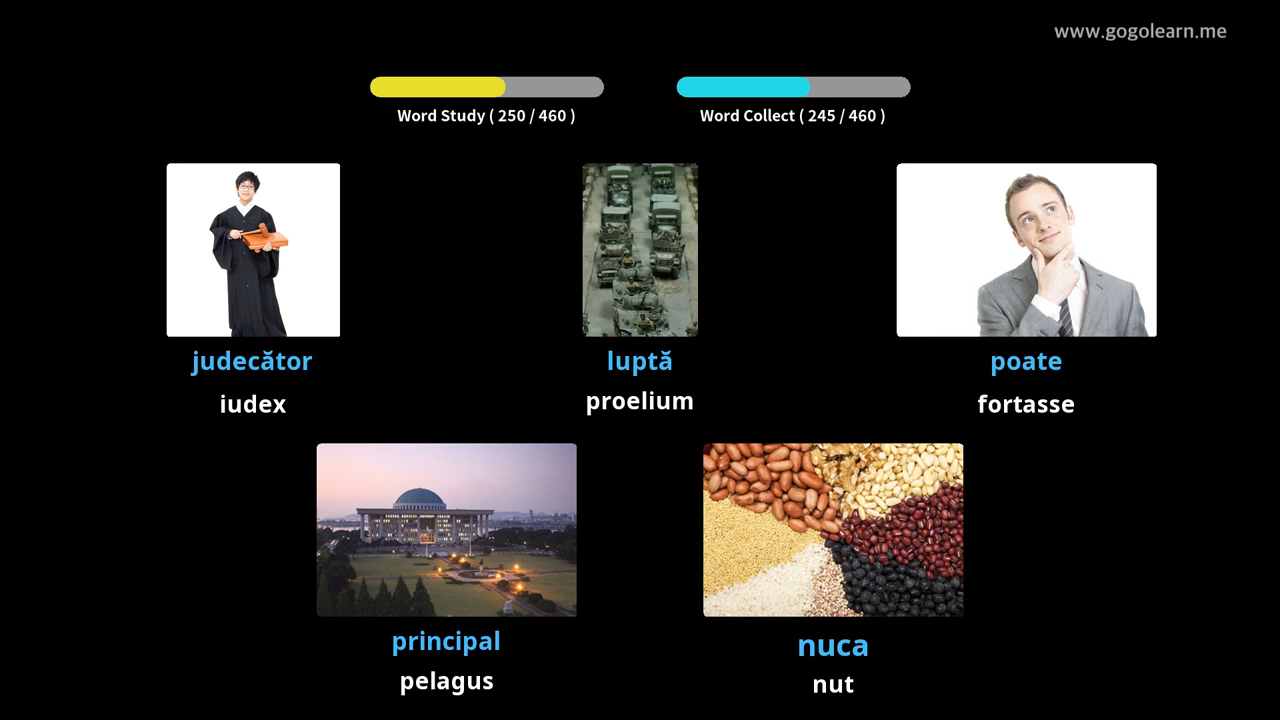 www.gogolearn.me
Word Study ( 250 / 460 )
Word Collect ( 245 / 460 )
judecător
luptă
poate
iudex
proelium
fortasse
principal
nuca
pelagus
nut